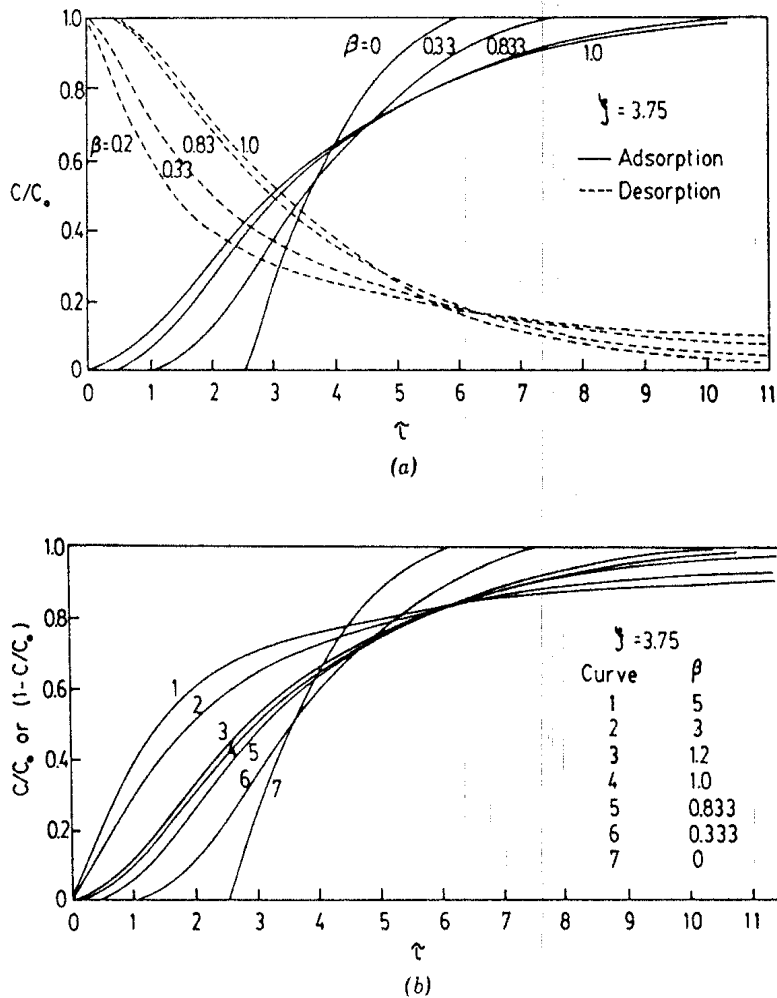 1.0
0.8
0.6
0.4
0.2
0
C/C₀
β=0.2
0.33
0.83
1.0
β=0
0.33
0.833
1.0
ζ = 3.75
Adsorption
Desorption
0 1 2 3 4 5 6 7 8 9 10 11
τ
(a)
1.0
0.8
0.6
0.4
0.2
0
C/C₀ or (1-C/C₀)
1
2
3
4
5
6
7
ζ =3.75
Curve β
1 5
2 3
3 1.2
4 1.0
5 0.833
6 0.333
7 0
0 1 2 3 4 5 6 7 8 9 10 11
τ
(b)